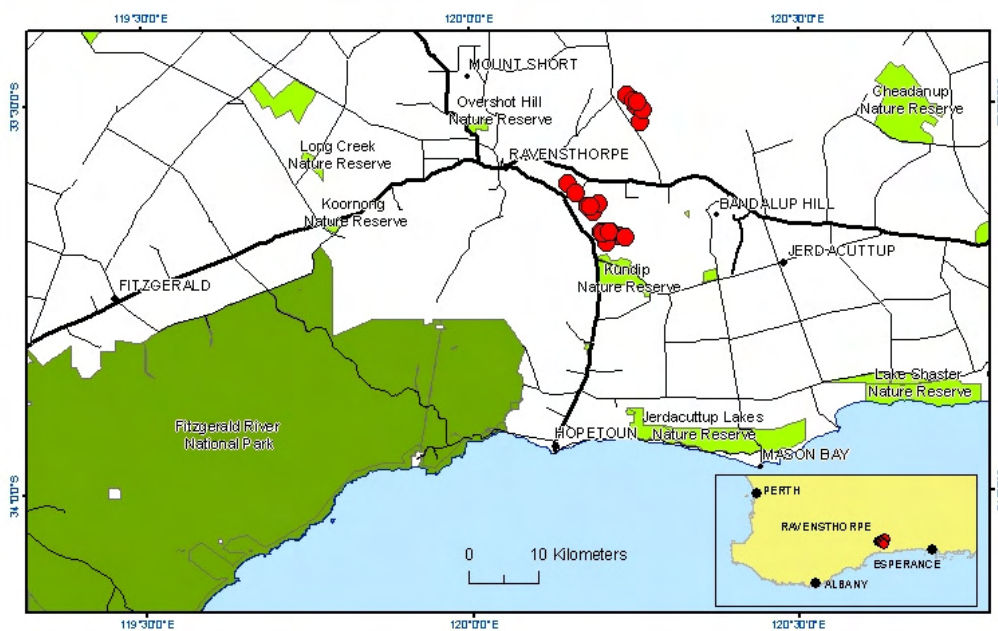 119°30'0"E
120°0'0"E
120°30'0"E
33°30'0"S
MOUNT SHORT
Overshot Hill
Nature Reserve
Cheadanup
Nature Reserve
Long Creek
Nature Reserve
RAVENSTHORPE
Koornong
Nature Reserve
BANDALUP HILL
JERDACUTTUP
Kundip
Nature Reserve
FITZGERALD
Lake Shaster
Nature Reserve
Fitzgerald River
National Park
Jerdacuttup Lakes
Nature Reserve
HOPETOUN
MASON BAY
34°0'0"S
PERTH
RAVENSTHORPE
ESPERANCE
ALBANY
0 10 Kilometers
119°30'0"E
120°0'0"E
120°30'0"E